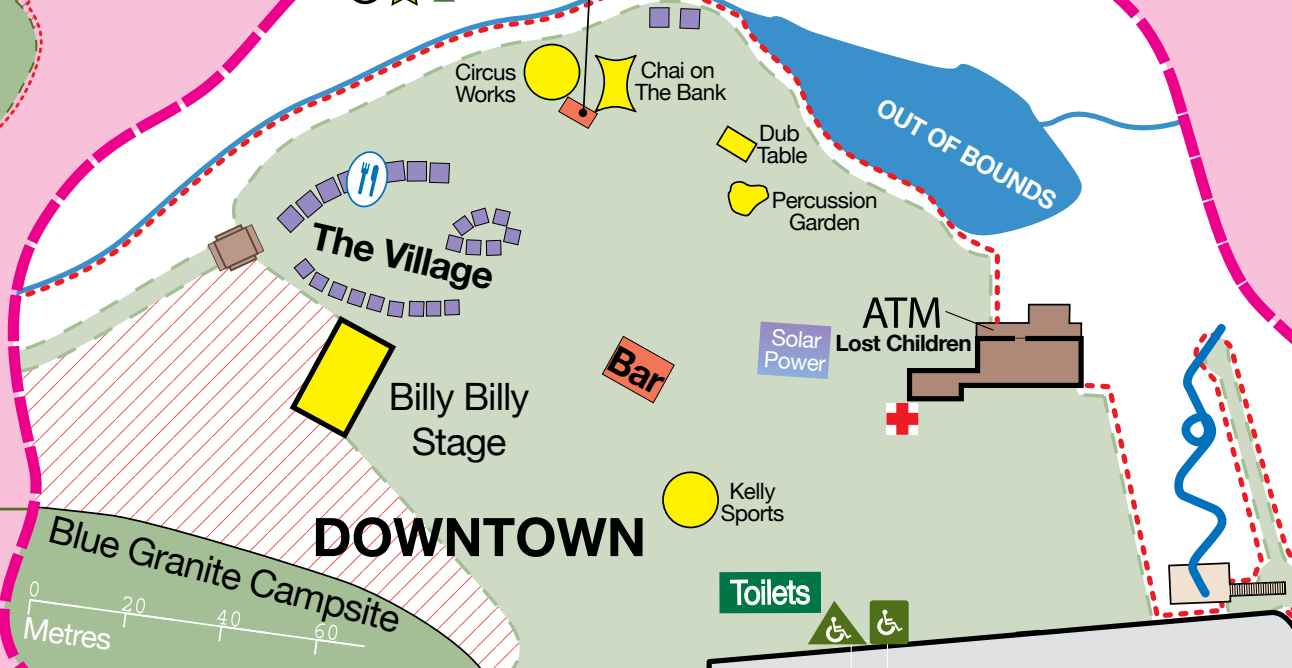 Circus
Works
Chai on
The Bank
Dub
Table
OUT OF BOUNDS
Percussion
Garden
The Village
ATM
Lost Children
Solar
Power
Bar
Billy Billy
Stage
Kelly
Sports
DOWNTOWN
Blue Granite Campsite
0 20 40 60
Metres
Toilets